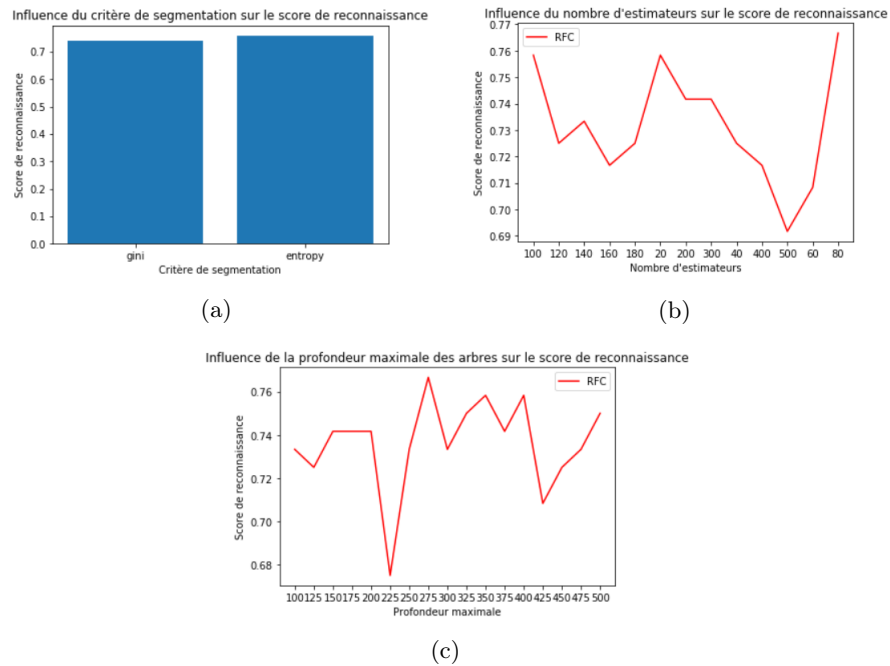 Influence du critère de segmentation sur le score de reconnaissance
Score de reconnaissance
0.7
0.6
0.5
0.4
0.3
0.2
0.1
0.0
gini entropy
Critère de segmentation
(a)
Influence du nombre d'estimateurs sur le score de reconnaissance
Score de reconnaissance
0.77
0.76
0.75
0.74
0.73
0.72
0.71
0.70
0.69
RFC
100 120 140 160 180 20 200 300 40 400 500 60 80
Nombre d'estimateurs
(b)
Influence de la profondeur maximale des arbres sur le score de reconnaissance
Score de reconnaissance
0.76
0.74
0.72
0.70
0.68
RFC
100 125 150 175 200 225 250 275 300 325 350 375 400 425 450 475 500
Profondeur maximale
(c)